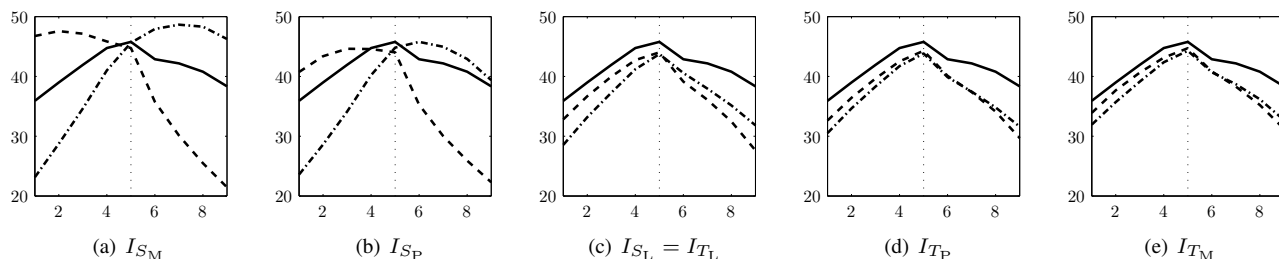 50 50 50 50 50
40 40 40 40 40
30 30 30 30 30
20 20 20 20 20
2 4 6 8 2 4 6 8 2 4 6 8 2 4 6 8 2 4 6 8
(a) I_{S_M} (b) I_{S_P} (c) I_{S_L} = I_{T_L} (d) I_{T_P} (e) I_{T_M}